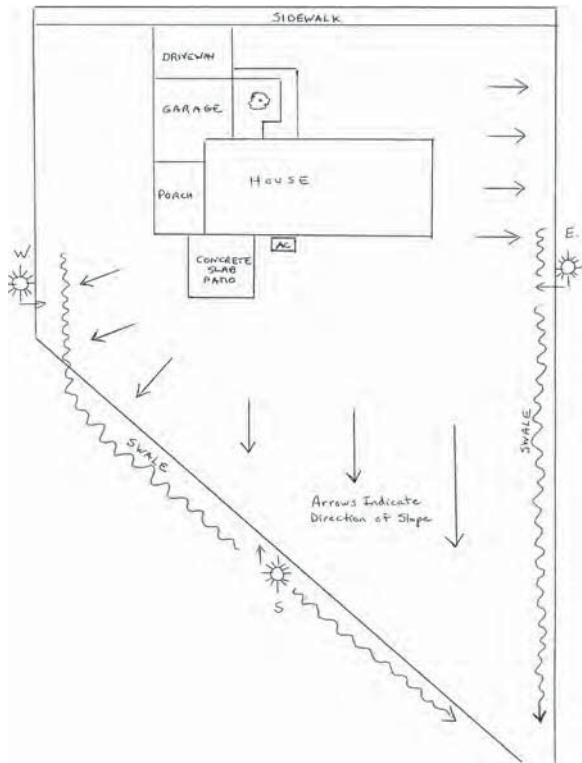 SIDEWALK
DRIVEWAY
GARAGE
HOUSE
PORCH
AC
W.
E.
CONCRETE
SLAB
PATIO
SWALE
SWALE
Arrows Indicate
Direction of Slope
S